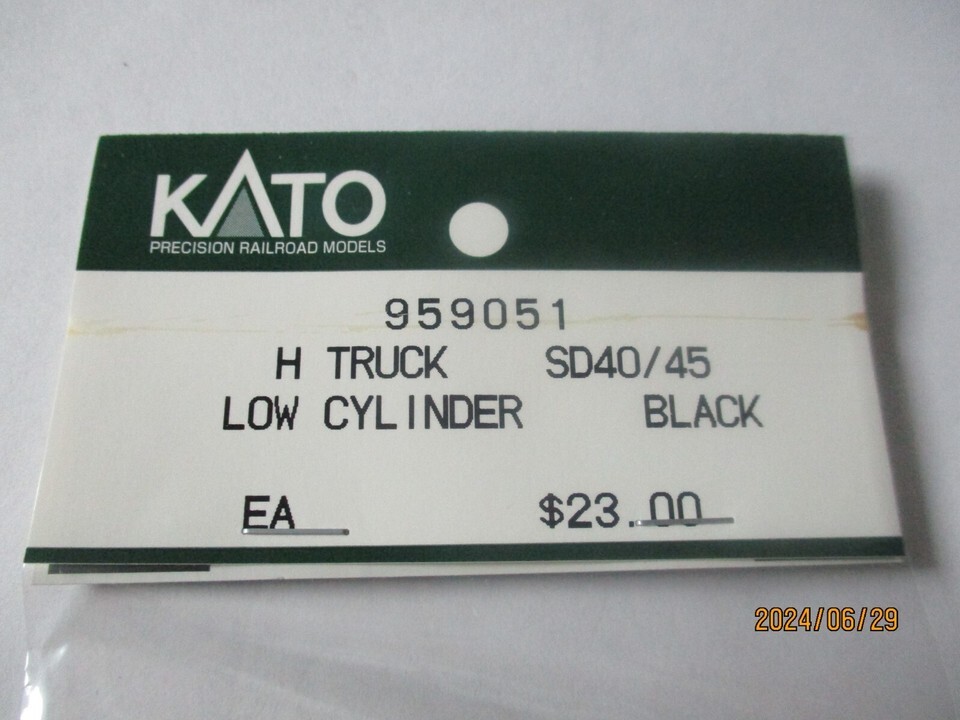 KATO
PRECISION RAILROAD MODELS
959051
H TRUCK SD40/45
LOW CYLINDER BLACK
EA $23.00
2024/06/29